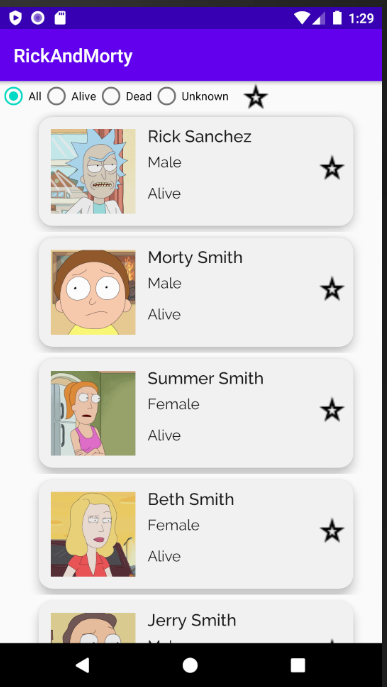 1:29
RickAndMorty
All Alive Dead Unknown
Rick Sanchez
Male
Alive
Morty Smith
Male
Alive
Summer Smith
Female
Alive
Beth Smith
Female
Alive
Jerry Smith